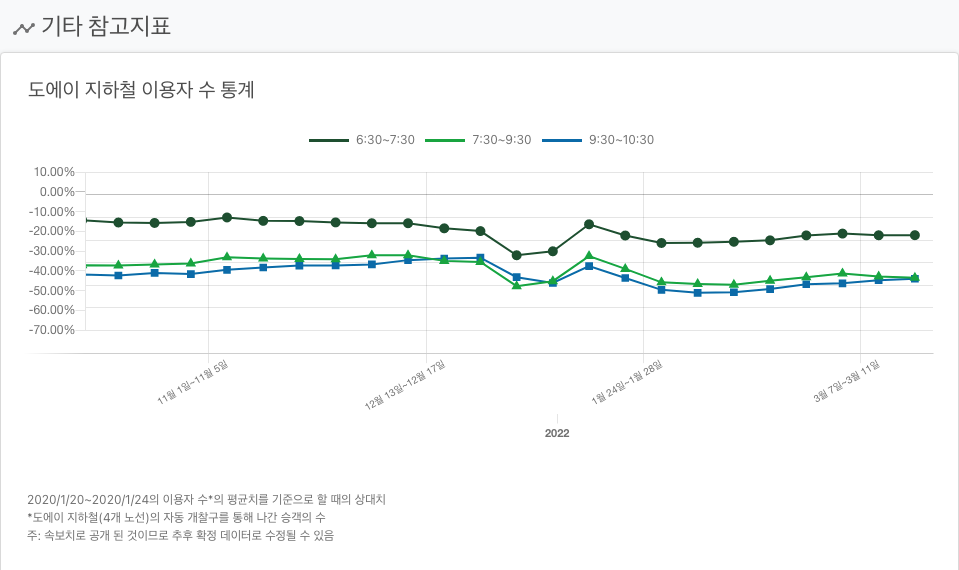 기타 참고지표
도에이 지하철 이용자 수 통계
6:30~7:30 7:30~9:30 9:30~10:30
10.00%
0.00%
-10.00%
-20.00%
-30.00%
-40.00%
-50.00%
-60.00%
-70.00%
11월 1일~11월 5일 12월 13일~12월 17일 1월 24일~1월 28일 3월 7일~3월 11일
2022
2020/1/20~2020/1/24의 이용자 수*의 평균치를 기준으로 할 때의 상대치
*도에이 지하철(4개 노선)의 자동 개찰구를 통해 나간 승객의 수
주: 속보치로 공개 된 것이므로 추후 확정 데이터로 수정될 수 있음